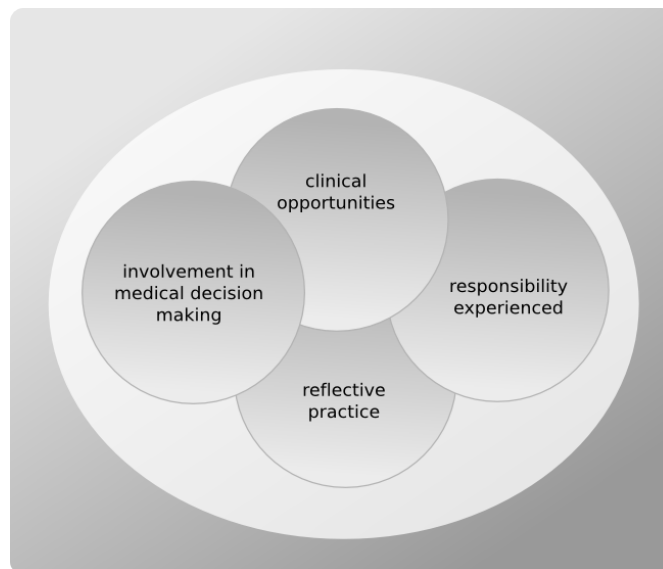 clinical
opportunities
involvement in
medical decision
making
responsibility
experienced
reflective
practice